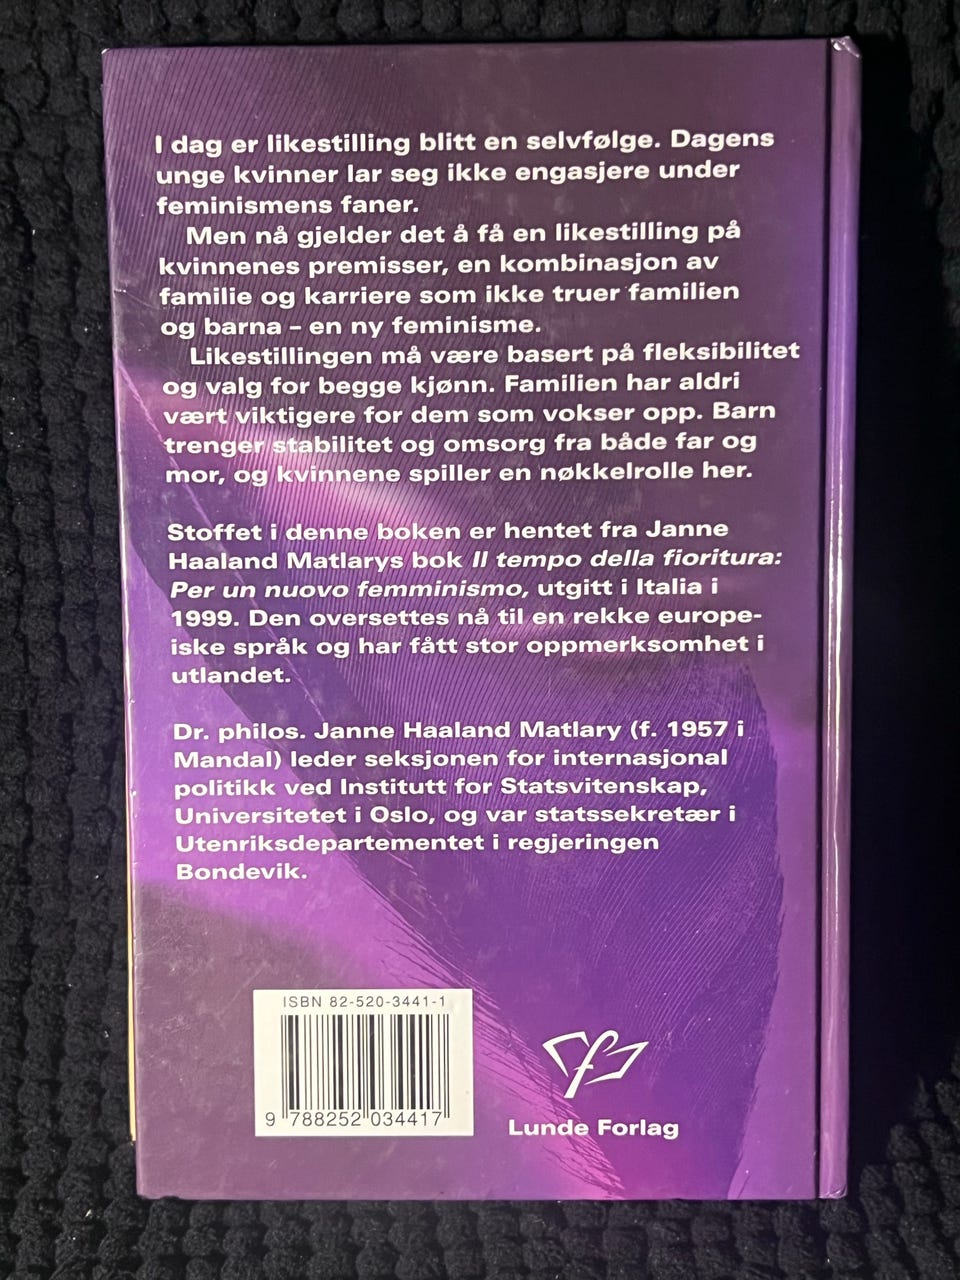 I dag er likestilling blitt en selvfølge. Dagens
unge kvinner lar seg ikke engasjere under
feminismens faner.
Men nå gjelder det å få en likestilling på
kvinnenes premisser, en kombinasjon av
familie og karriere som ikke truer familien
og barna – en ny feminisme.
Likestillingen må være basert på fleksibilitet
og valg for begge kjønn. Familien har aldri
vært viktigere for dem som vokser opp. Barn
trenger stabilitet og omsorg fra både far og
mor, og kvinnene spiller en nøkkelrolle her.
Stoffet i denne boken er hentet fra Janne
Haaland Matlarys bok Il tempo della fioritura:
Per un nuovo femminismo, utgitt i Italia i
1999. Den oversettes nå til en rekke europe-
iske språk og har fått stor oppmerksomhet i
utlandet.
Dr. philos. Janne Haaland Matlary (f. 1957 i
Mandal) leder seksjonen for internasjonal
politikk ved Institutt for Statsvitenskap,
Universitetet i Oslo, og var statssekretær i
Utenriksdepartementet i regjeringen
Bondevik.
ISBN 82-520-3441-1
9 788252 034417
Lunde Forlag